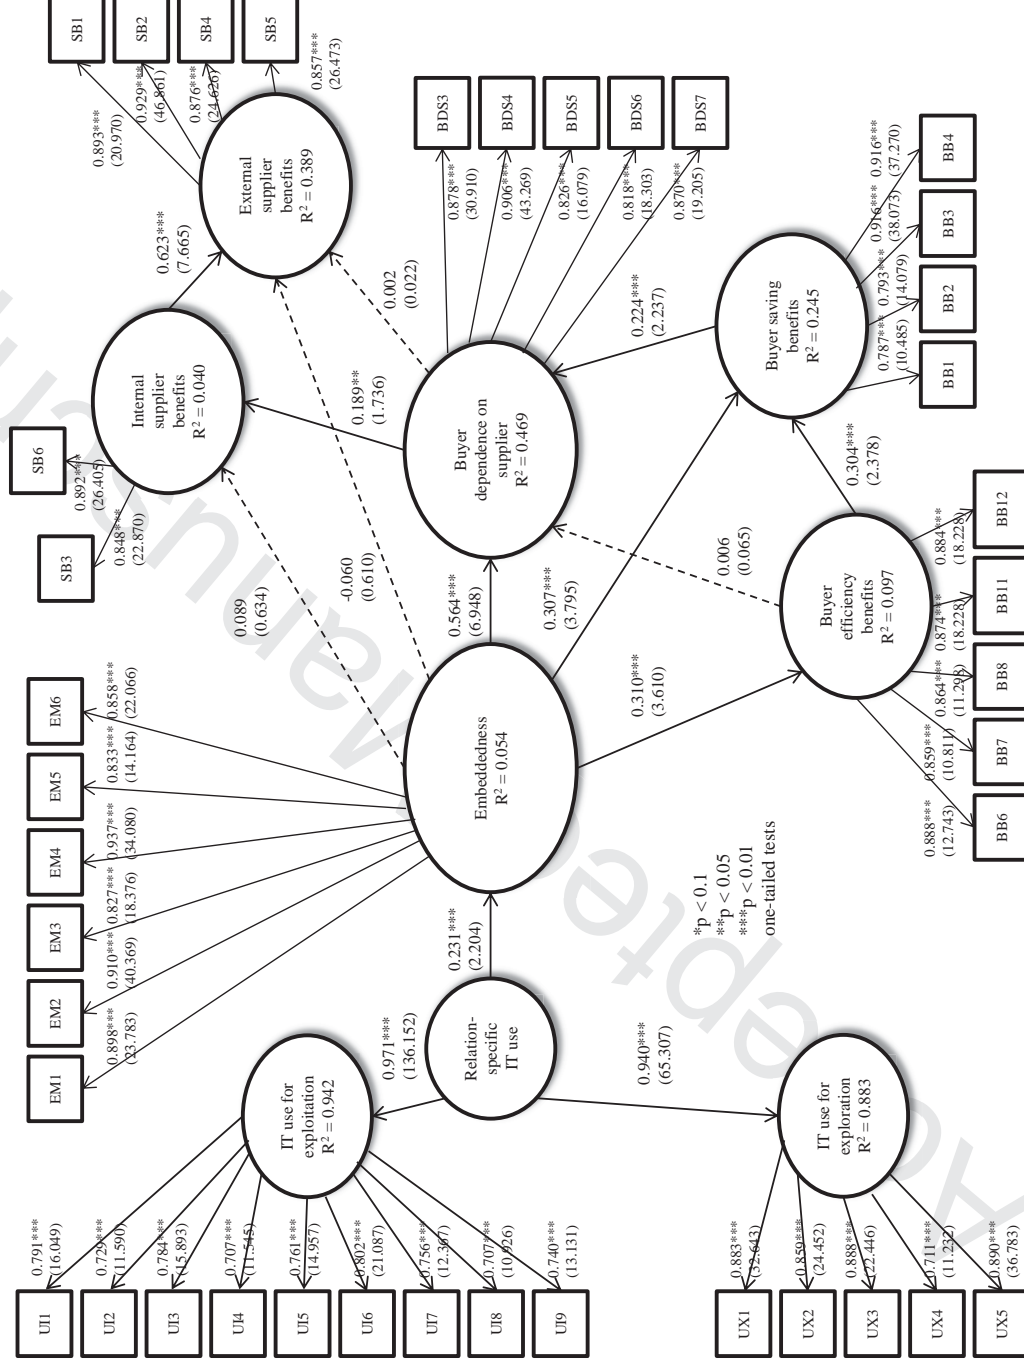 SB1
SB2
SB4
SB5
0.893***
(20.970)
0.929***
(46.861)
0.876***
(24.626)
0.857***
(26.473)
External
supplier
benefits
R² = 0.389
0.623***
(7.665)
SB6
SB3
0.892***
(26.405)
0.848***
(22.870)
Internal
supplier
benefits
R² = 0.040
BDS3
BDS4
BDS5
BDS6
BDS7
0.878***
(30.910)
0.906***
(43.269)
0.826***
(16.079)
0.818***
(18.303)
0.870***
(19.205)
0.002
(0.022)
0.189**
(1.736)
Buyer
dependence on
supplier
R² = 0.469
0.224***
(2.237)
Buyer saving
benefits
R² = 0.245
BB4
BB3
BB2
BB1
0.916***
(37.270)
0.916***
(38.073)
0.793***
(14.079)
0.787***
(10.485)
0.304***
(2.378)
0.089
(0.634)
-0.060
(0.610)
0.564***
(6.948)
0.307***
(3.795)
0.006
(0.065)
0.310***
(3.610)
Buyer
efficiency
benefits
R² = 0.097
BB12
BB11
BB8
BB7
BB6
0.884***
(18.228)
0.874***
(18.228)
0.864***
(11.298)
0.859***
(10.811)
0.888***
(12.743)
EM6
EM5
EM4
EM3
EM2
EM1
0.858***
(22.066)
0.833***
(14.164)
0.937***
(34.080)
0.827***
(18.376)
0.910***
(40.369)
0.898***
(23.783)
Embeddedness
R² = 0.054
0.231***
(2.204)
*p < 0.1
**p < 0.05
***p < 0.01
one-tailed tests
Relation-
specific
IT use
0.971***
(136.152)
0.940***
(65.307)
IT use for
exploitation
R² = 0.942
IT use for
exploration
R² = 0.883
0.791***
(16.049)
0.729***
(11.590)
0.784***
(15.893)
0.707***
(11.545)
0.761***
(14.957)
0.802***
(21.087)
0.756***
(12.367)
0.707***
(10.926)
0.740***
(13.131)
UI1
UI2
UI3
UI4
UI5
UI6
UI7
UI8
UI9
0.883***
(32.643)
0.859***
(24.452)
0.888***
(22.446)
0.711***
(11.232)
0.890***
(36.783)
UX1
UX2
UX3
UX4
UX5
Accepted Manus